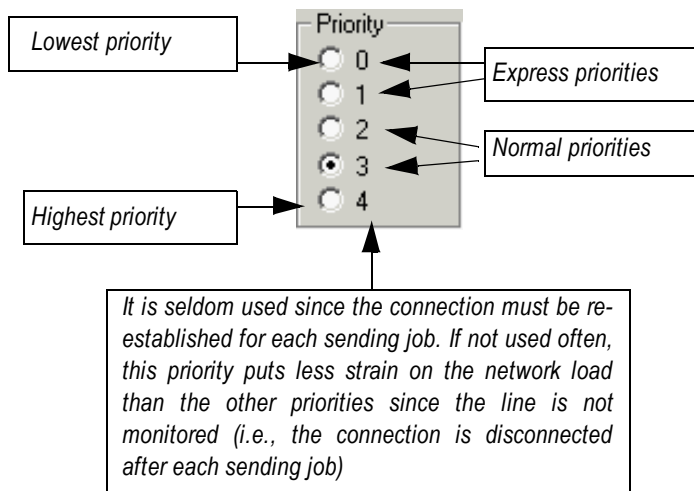 Priority
Lowest priority
0
Express priorities
1
2
Normal priorities
3
Highest priority
4
It is seldom used since the connection must be re-
established for each sending job. If not used often,
this priority puts less strain on the network load
than the other priorities since the line is not
monitored (i.e., the connection is disconnected
after each sending job)